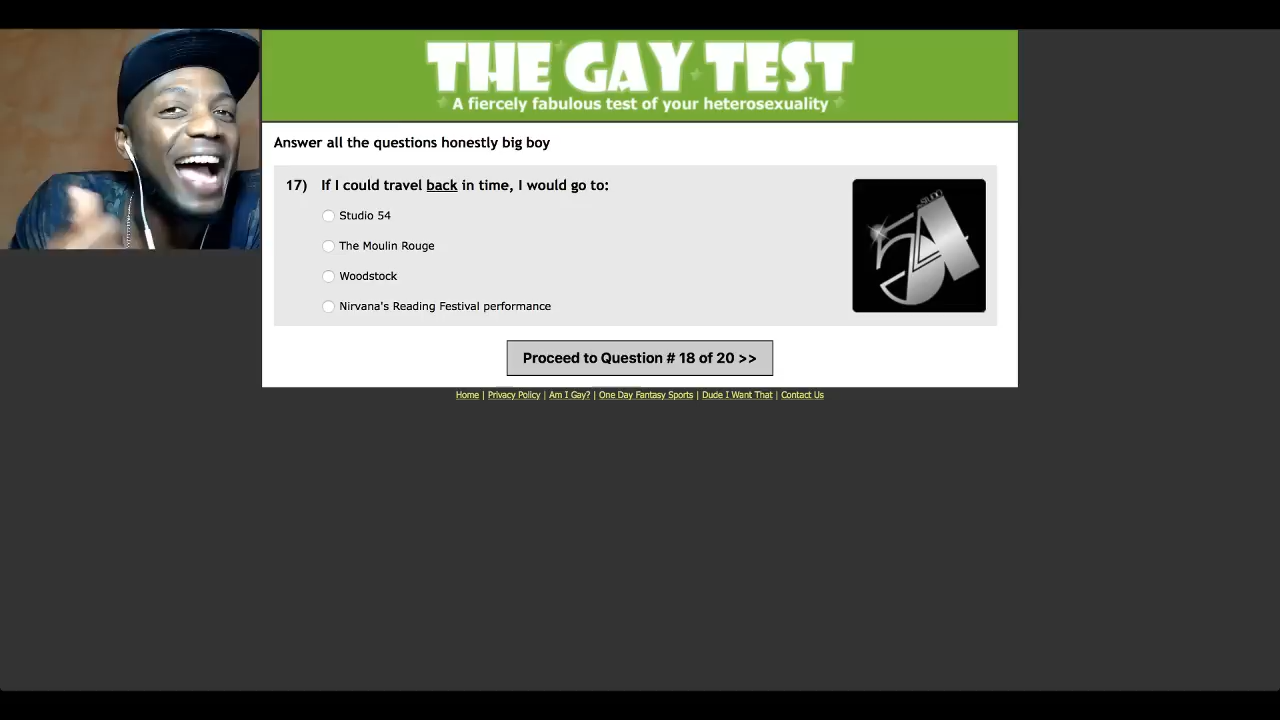 THE GAY TEST
A fiercely fabulous test of your heterosexuality
Answer all the questions honestly big boy
17) If I could travel back in time, I would go to:
Studio 54
The Moulin Rouge
Woodstock
Nirvana's Reading Festival performance
STUDIO
54
Proceed to Question # 18 of 20 >>
Home | Privacy Policy | Am I Gay? | One Day Fantasy Sports | Dude I Want That | Contact Us